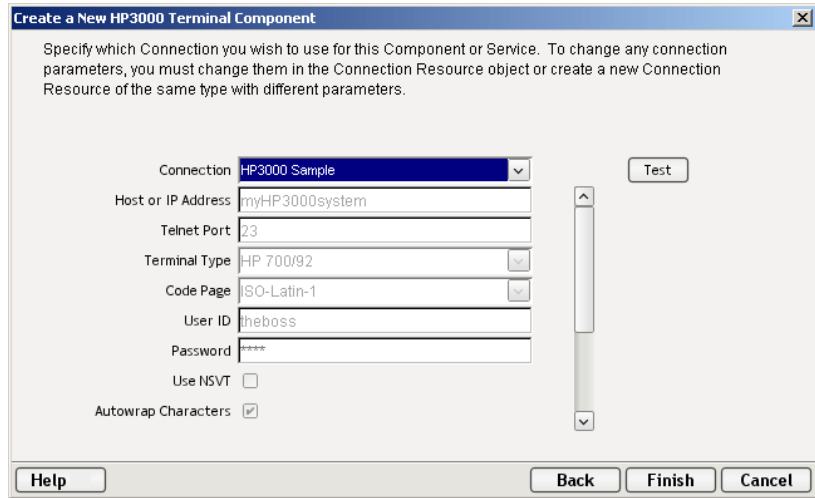 Create a New HP3000 Terminal Component
Specify which Connection you wish to use for this Component or Service. To change any connection
parameters, you must change them in the Connection Resource object or create a new Connection
Resource of the same type with different parameters.
Connection HP3000 Sample Test
Host or IP Address myHP3000system
Telnet Port 23
Terminal Type HP 700/92
Code Page ISO-Latin-1
User ID theboss
Password ****
Use NSVT
Autowrap Characters
Help Back Finish Cancel